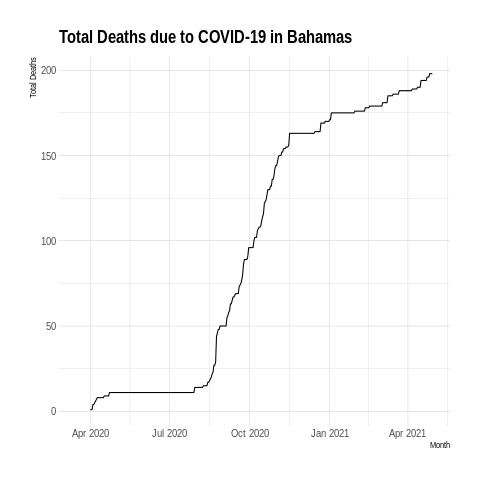 Total Deaths due to COVID-19 in Bahamas
Total Deaths
200
150
100
50
0
Apr 2020
Jul 2020
Oct 2020
Jan 2021
Apr 2021
Month